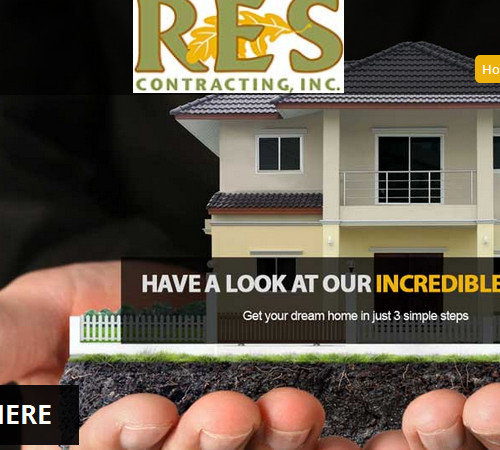 RES
CONTRACTING, INC.
Ho
HAVE A LOOK AT OUR INCREDIBLE
Get your dream home in just 3 simple steps
HERE